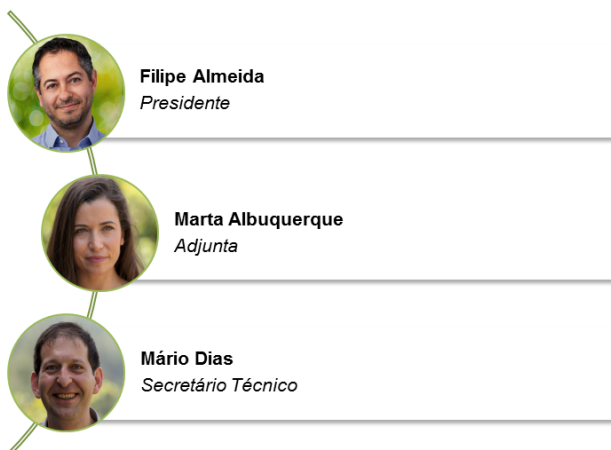 Filipe Almeida
Presidente
Marta Albuquerque
Adjunta
Mário Dias
Secretário Técnico